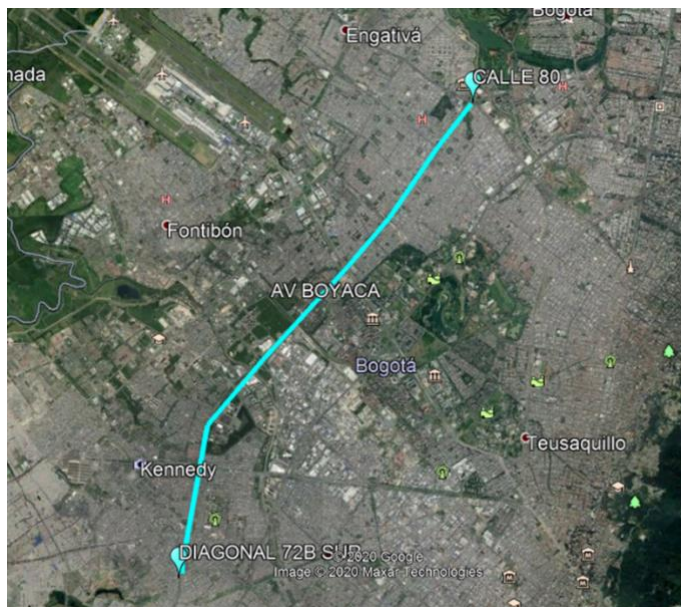 Bogotá
Engativá
nada
CALLE 80
Fontibón
AV BOYACA
Bogotá
Teusaquillo
Kennedy
DIAGONAL 72B SUR
© 2020 Google
Image © 2020 Maxar Technologies